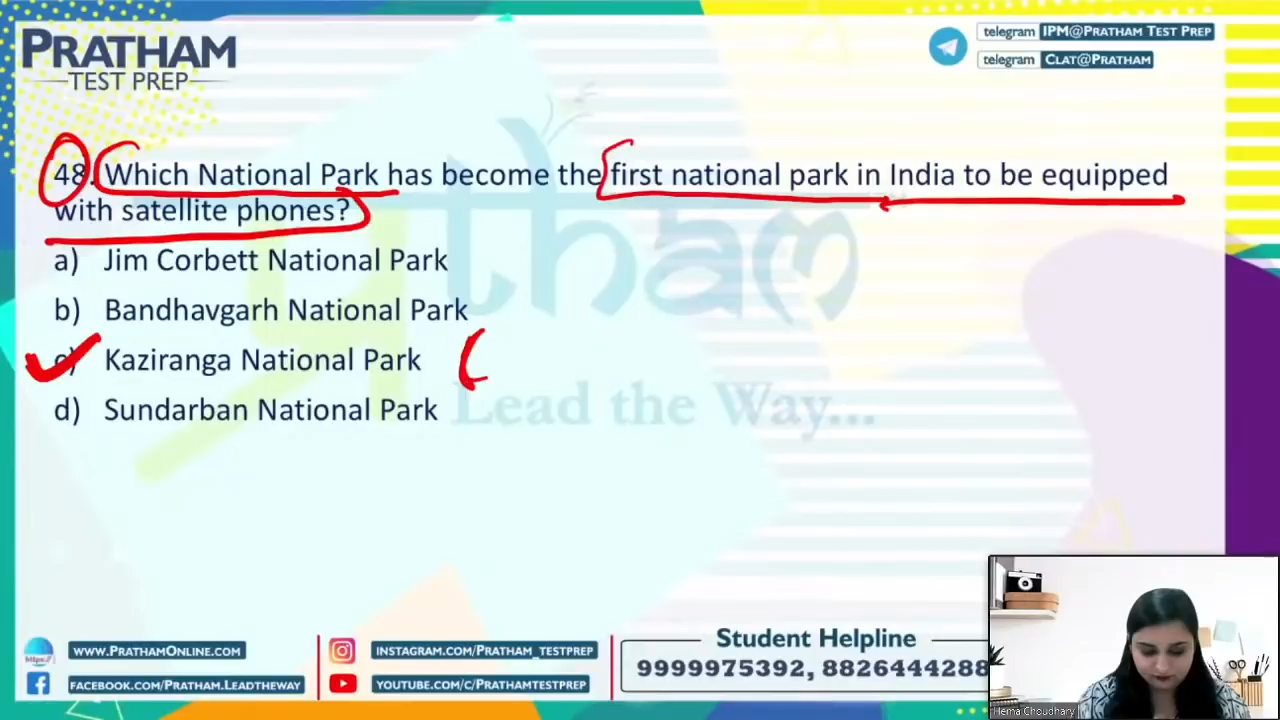 PRATHAM
TEST PREP
telegram IPM@PRATHAM TEST PREP
telegram CLAT@PRATHAM
48. Which National Park has become the first national park in India to be equipped
with satellite phones?
a) Jim Corbett National Park
b) Bandhavgarh National Park
c) Kaziranga National Park
d) Sundarban National Park
Lead the Way...
https://
WWW.PRATHAMONLINE.COM
INSTAGRAM.COM/PRATHAM_TESTPREP
FACEBOOK.COM/PRATHAM.LEADTHEWAY
YOUTUBE.COM/C/PRATHAMTESTPREP
Student Helpline
9999975392, 8826444288
Hema Choudhary